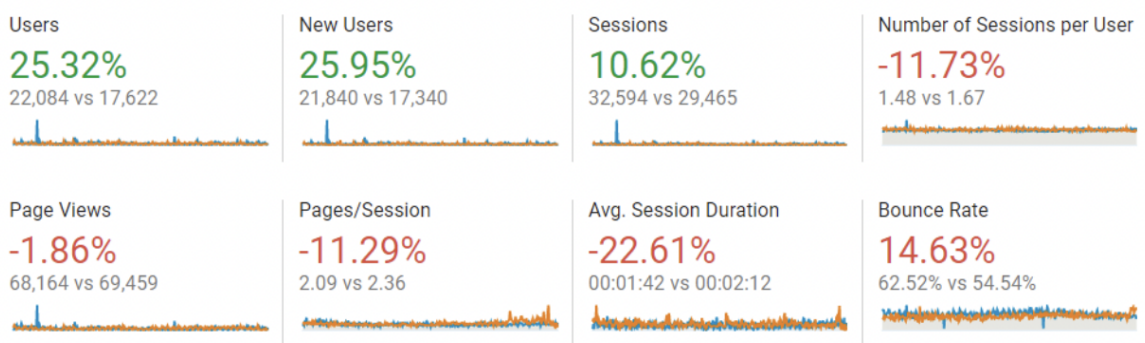 Users
25.32%
22,084 vs 17,622
New Users
25.95%
21,840 vs 17,340
Sessions
10.62%
32,594 vs 29,465
Number of Sessions per User
-11.73%
1.48 vs 1.67
Page Views
-1.86%
68,164 vs 69,459
Pages/Session
-11.29%
2.09 vs 2.36
Avg. Session Duration
-22.61%
00:01:42 vs 00:02:12
Bounce Rate
14.63%
62.52% vs 54.54%